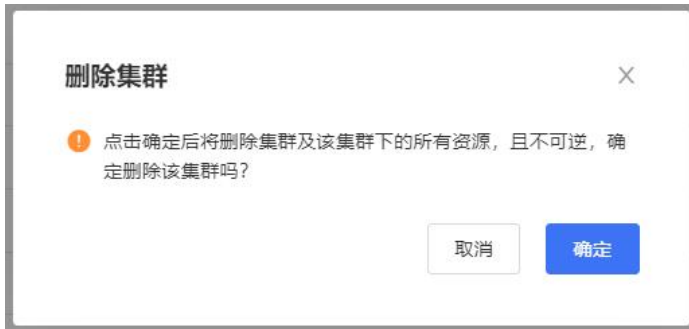 删除集群
点击确定后将删除集群及该集群下的所有资源，且不可逆，确
定删除该集群吗？
取消
确定